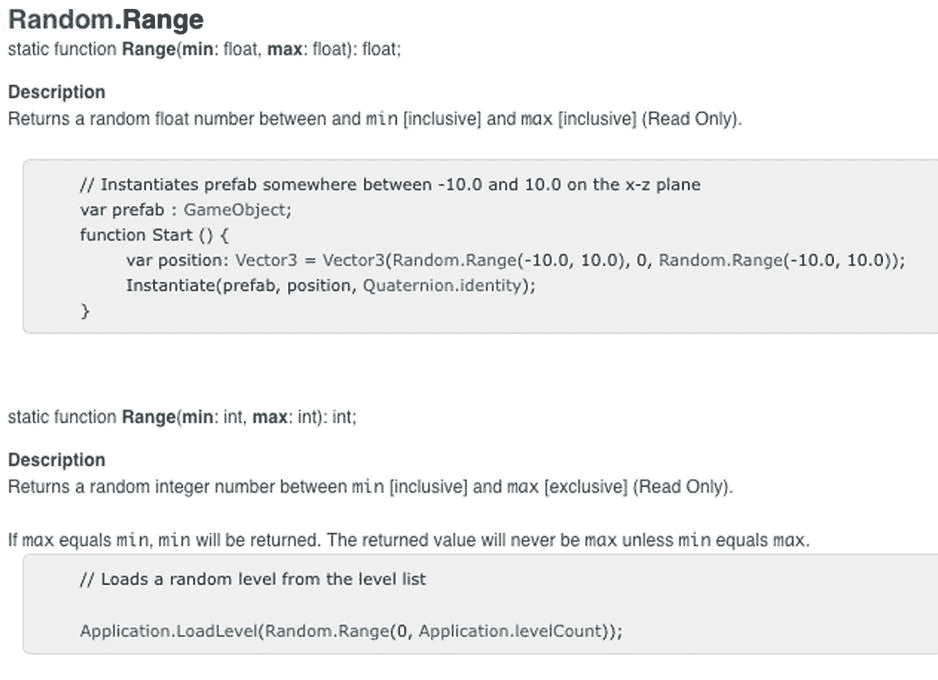 Random.Range
static function Range(min: float, max: float): float;
Description
Returns a random float number between and min [inclusive] and max [inclusive] (Read Only).
// Instantiates prefab somewhere between -10.0 and 10.0 on the x-z plane
var prefab : GameObject;
function Start () {
var position: Vector3 = Vector3(Random.Range(-10.0, 10.0), 0, Random.Range(-10.0, 10.0));
Instantiate(prefab, position, Quaternion.identity);
}
static function Range(min: int, max: int): int;
Description
Returns a random integer number between min [inclusive] and max [exclusive] (Read Only).
If max equals min, min will be returned. The returned value will never be max unless min equals max.
// Loads a random level from the level list
Application.LoadLevel(Random.Range(0, Application.levelCount));